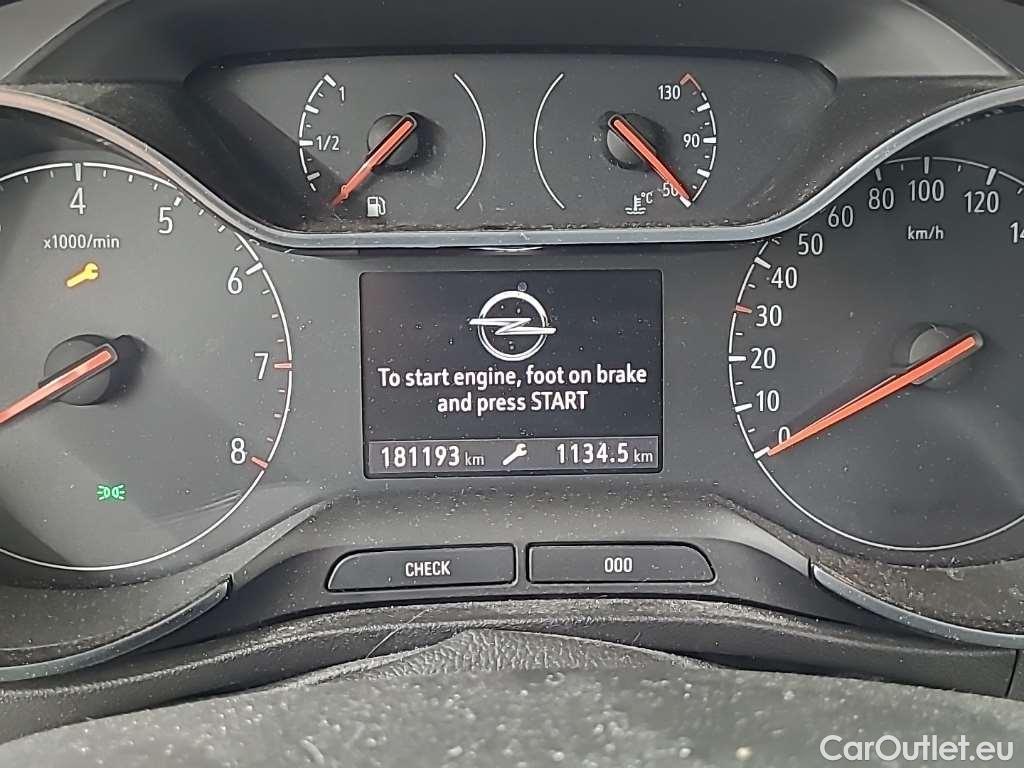 1
1/2
130
90
50
°C
4
5
6
7
8
x1000/min
0
10
20
30
40
50
60
80
100
120
km/h
To start engine, foot on brake
and press START
181193 km 1134.5 km
CHECK 000
CarOutlet.eu